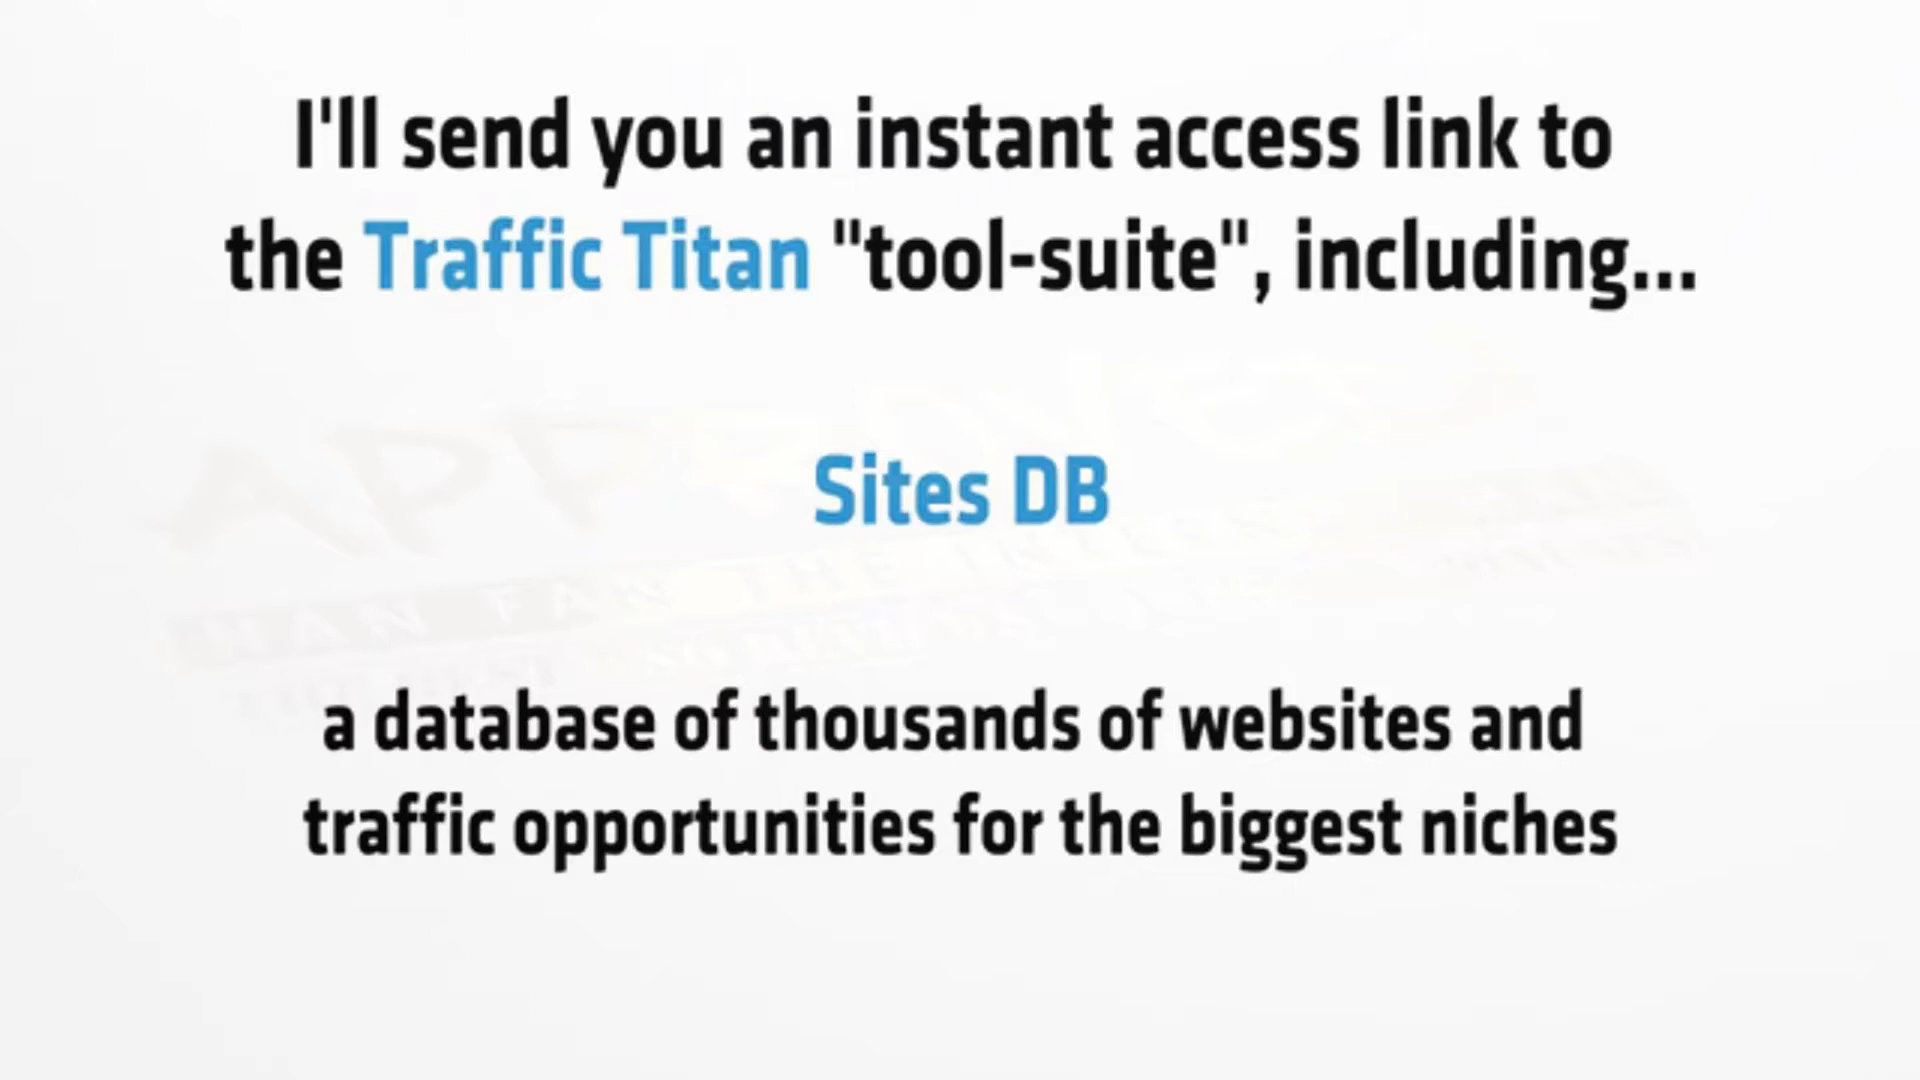 I'll send you an instant access link to
the Traffic Titan "tool-suite", including...
Sites DB
a database of thousands of websites and
traffic opportunities for the biggest niches